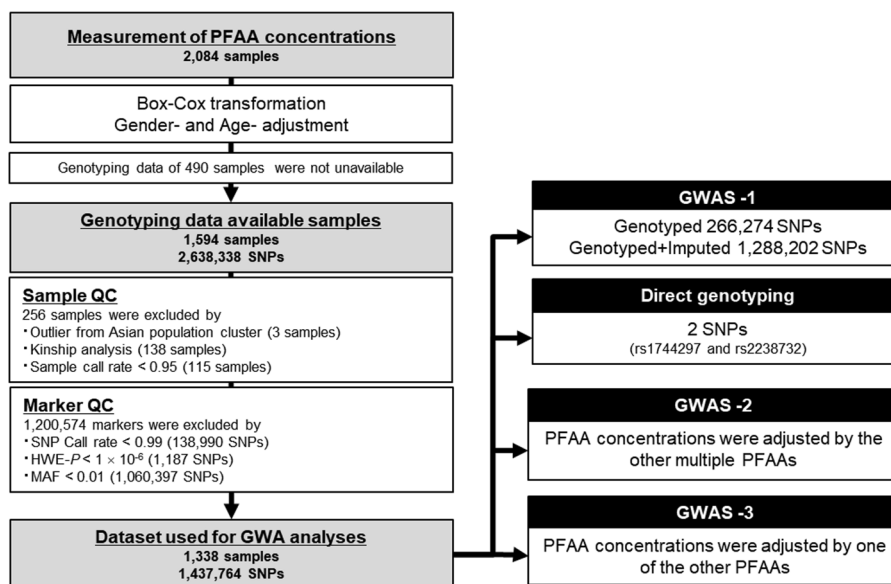 Measurement of PFAA concentrations
2,084 samples
Box-Cox transformation
Gender- and Age- adjustment
Genotyping data of 490 samples were not unavailable
Genotyping data available samples
1,594 samples
2,638,338 SNPs
Sample QC
256 samples were excluded by
・Outlier from Asian population cluster (3 samples)
・Kinship analysis (138 samples)
・Sample call rate < 0.95 (115 samples)
Marker QC
1,200,574 markers were excluded by
・SNP Call rate < 0.99 (138,990 SNPs)
・HWE-P < 1 × 10⁻⁶ (1,187 SNPs)
・MAF < 0.01 (1,060,397 SNPs)
Dataset used for GWA analyses
1,338 samples
1,437,764 SNPs
GWAS -1
Genotyped 266,274 SNPs
Genotyped+Imputed 1,288,202 SNPs
Direct genotyping
2 SNPs
(rs1744297 and rs2238732)
GWAS -2
PFAA concentrations were adjusted by the
other multiple PFAAs
GWAS -3
PFAA concentrations were adjusted by one
of the other PFAAs